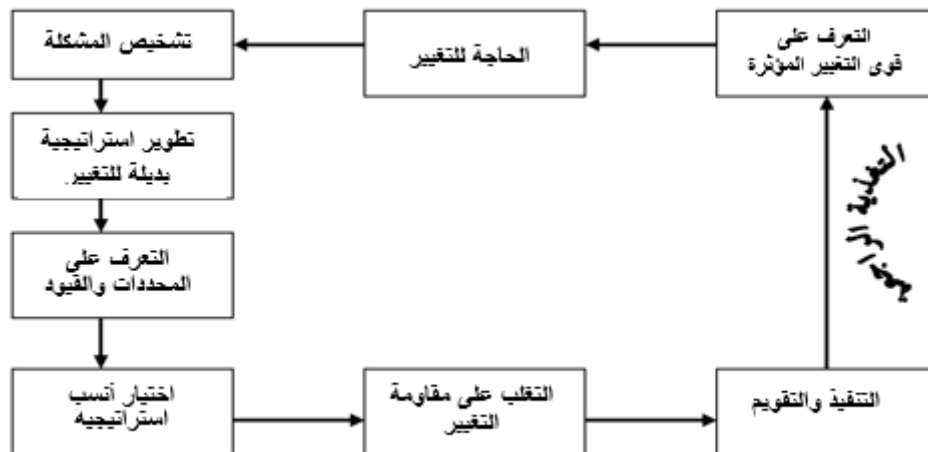 التعرف على
قوى التغيير المؤثرة
الحاجة للتغيير
تشخيص المشكلة
تطوير استراتيجية
بديلة للتغيير
التعرف على
المحددات والقيود
اختيار أنسب
استراتيجية
التغلب على مقاومة
التغيير
التنفيذ والتقويم
التغذية الراجعة